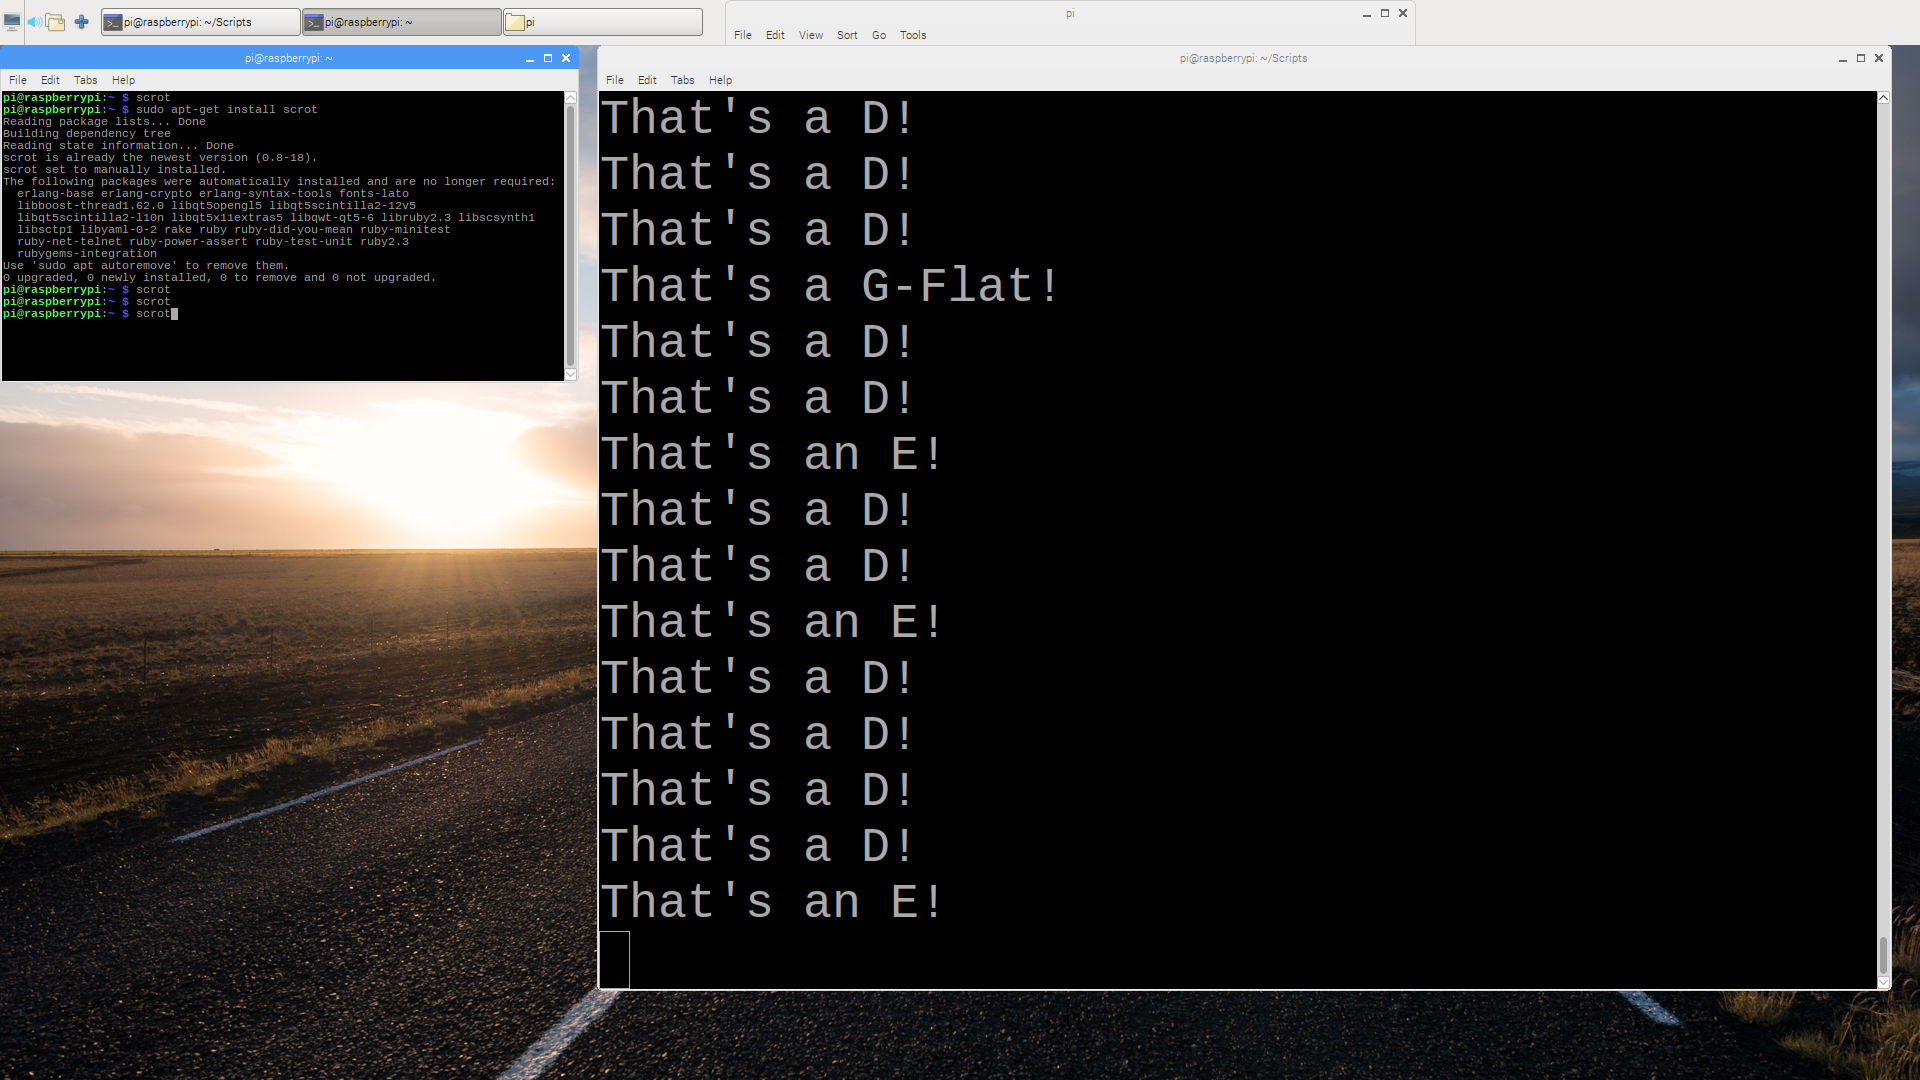 pi@raspberrypi: ~/Scripts
pi@raspberrypi: ~
pi
pi
File Edit View Sort Go Tools
pi@raspberrypi: ~
File Edit Tabs Help
pi@raspberrypi:~ $ scrot
pi@raspberrypi:~ $ sudo apt-get install scrot
Reading package lists... Done
Building dependency tree
Reading state information... Done
scrot is already the newest version (0.8-18).
scrot set to manually installed.
The following packages were automatically installed and are no longer required:
erlang-base erlang-crypto erlang-syntax-tools fonts-lato
libboost-thread1.62.0 libqt5opengl5 libqt5scintilla2-12v5
libqt5scintilla2-l10n libqt5x11extras5 libqwt-qt5-6 libruby2.3 libscsynth1
libsctp1 libyaml-0-2 rake ruby ruby-did-you-mean ruby-minitest
ruby-net-telnet ruby-power-assert ruby-test-unit ruby2.3
rubygems-integration
Use 'sudo apt autoremove' to remove them.
0 upgraded, 0 newly installed, 0 to remove and 0 not upgraded.
pi@raspberrypi:~ $ scrot
pi@raspberrypi:~ $ scrot
pi@raspberrypi:~ $ scrot
pi@raspberrypi: ~/Scripts
File Edit Tabs Help
That's a D!
That's a D!
That's a D!
That's a G-Flat!
That's a D!
That's a D!
That's an E!
That's a D!
That's a D!
That's an E!
That's a D!
That's a D!
That's a D!
That's a D!
That's an E!